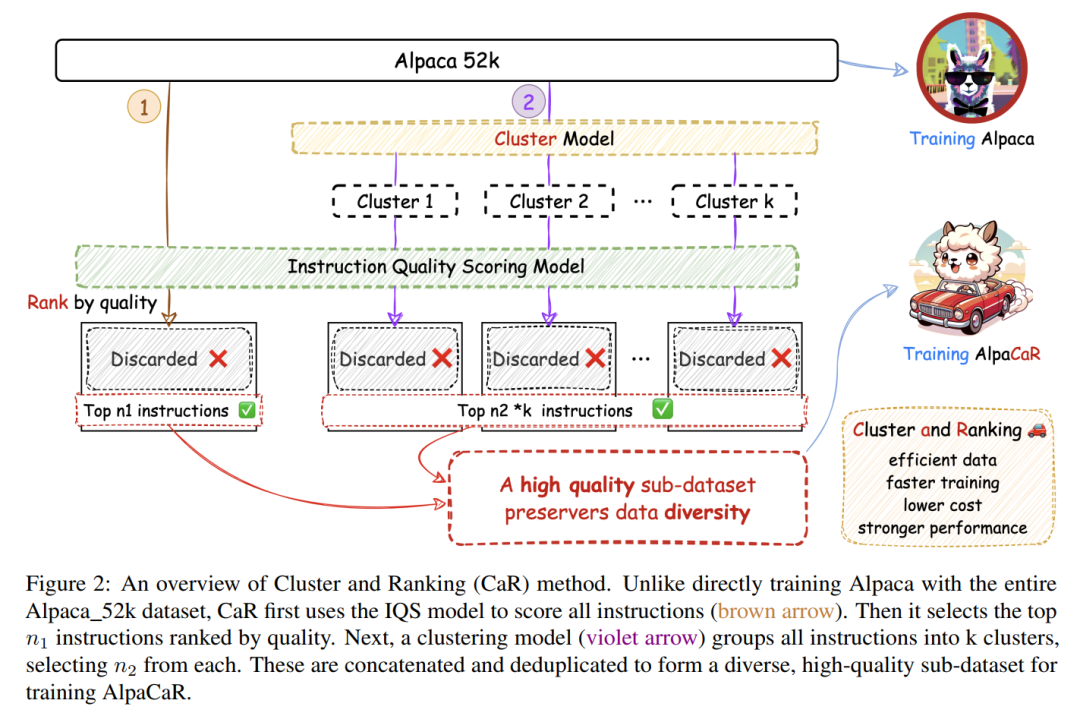 Alpaca 52k
1
2
Training Alpaca
Cluster Model
Cluster 1
Cluster 2
...
Cluster k
Instruction Quality Scoring Model
Rank by quality
Discarded
Discarded
Discarded
...
Discarded
Top n1 instructions
Top n2 *k instructions
Training AlpaCaR
A high quality sub-dataset
preservers data diversity
Cluster and Ranking
efficient data
faster training
lower cost
stronger performance
Figure 2: An overview of Cluster and Ranking (CaR) method. Unlike directly training Alpaca with the entire
Alpaca_52k dataset, CaR first uses the IQS model to score all instructions (brown arrow). Then it selects the top
n₁ instructions ranked by quality. Next, a clustering model (violet arrow) groups all instructions into k clusters,
selecting n₂ from each. These are concatenated and deduplicated to form a diverse, high-quality sub-dataset for
training AlpaCaR.